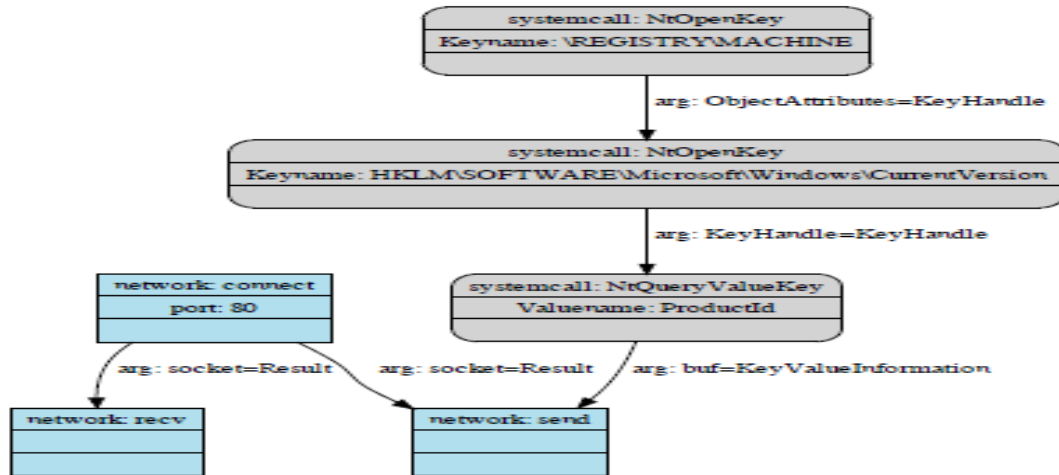 systemcall: NtOpenKey
Keyname: \REGISTRY\MACHINE
arg: ObjectAttributes=KeyHandle
systemcall: NtOpenKey
Keyname: HKLM\SOFTWARE\Microsoft\Windows\CurrentVersion
arg: KeyHandle=KeyHandle
network: connect
port: 80
systemcall: NtQueryValueKey
Valuename: ProductId
arg: socket=Result
arg: socket=Result
arg: buf=KeyValueInformation
network: recv
network: send